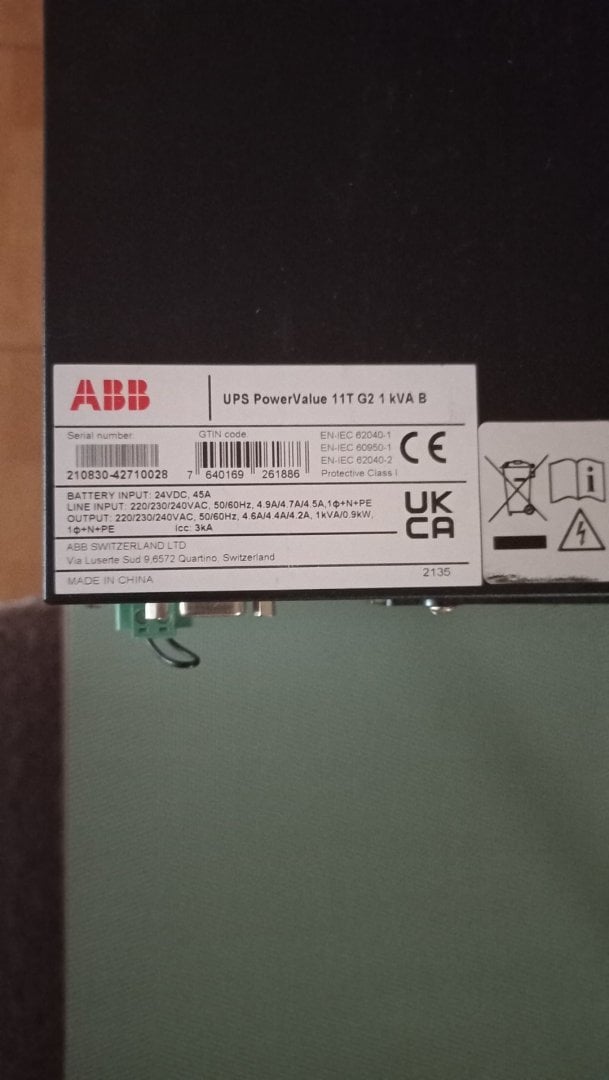 ABB
UPS PowerValue 11T G2 1 kVA B
Serial number
210830-42710028
GTIN code
7 640169 261886
EN-IEC 62040-1
EN-IEC 60950-1
EN-IEC 62040-2
Protective Class I
CE
BATTERY INPUT: 24VDC, 45A
LINE INPUT: 220/230/240VAC, 50/60Hz, 4.9A/4.7A/4.5A,1ф+N+PE
OUTPUT: 220/230/240VAC, 50/60Hz, 4.6A/4.4A/4.2A, 1kVA/0.9kW,
1ф+N+PE Icc: 3kA
UK
CA
ABB SWITZERLAND LTD
Via Luserte Sud 9,6572 Quartino, Switzerland
MADE IN CHINA
2135